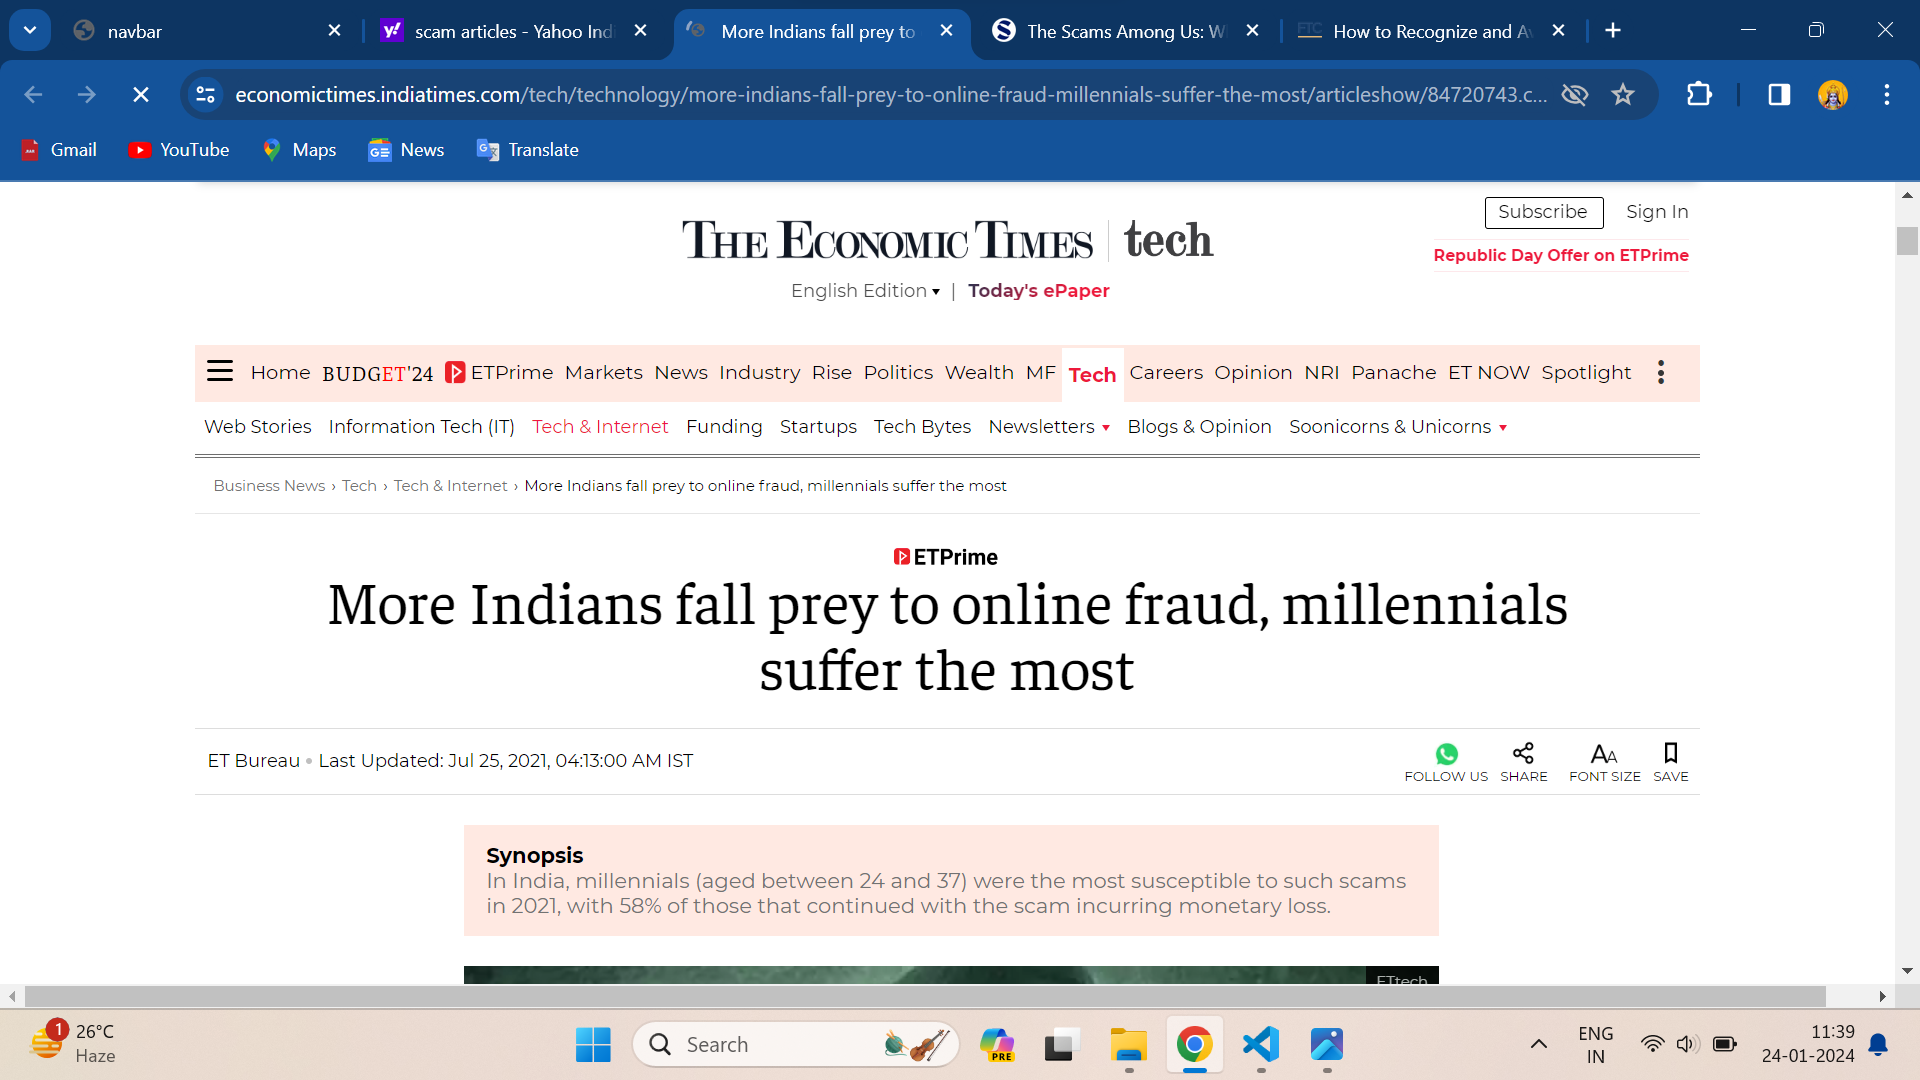 navbar
scam articles - Yahoo Indi
More Indians fall prey to
The Scams Among Us: W
FTC How to Recognize and Av
economictimes.indiatimes.com/tech/technology/more-indians-fall-prey-to-online-fraud-millennials-suffer-the-most/articleshow/84720743.c...
Gmail YouTube Maps News Translate
Subscribe Sign In
THE ECONOMIC TIMES | tech
Republic Day Offer on ETPrime
English Edition | Today's ePaper
Home BUDGET'24 ETPrime Markets News Industry Rise Politics Wealth MF Tech Careers Opinion NRI Panache ET NOW Spotlight
Web Stories Information Tech (IT) Tech & Internet Funding Startups Tech Bytes Newsletters Blogs & Opinion Soonicorns & Unicorns
Business News › Tech › Tech & Internet › More Indians fall prey to online fraud, millennials suffer the most
ETPrime
More Indians fall prey to online fraud, millennials
suffer the most
ET Bureau • Last Updated: Jul 25, 2021, 04:13:00 AM IST
FOLLOW US SHARE FONT SIZE SAVE
Synopsis
In India, millennials (aged between 24 and 37) were the most susceptible to such scams
in 2021, with 58% of those that continued with the scam incurring monetary loss.
ETtech
1
26°C
Haze
Search
PRE
ENG
IN
11:39
24-01-2024